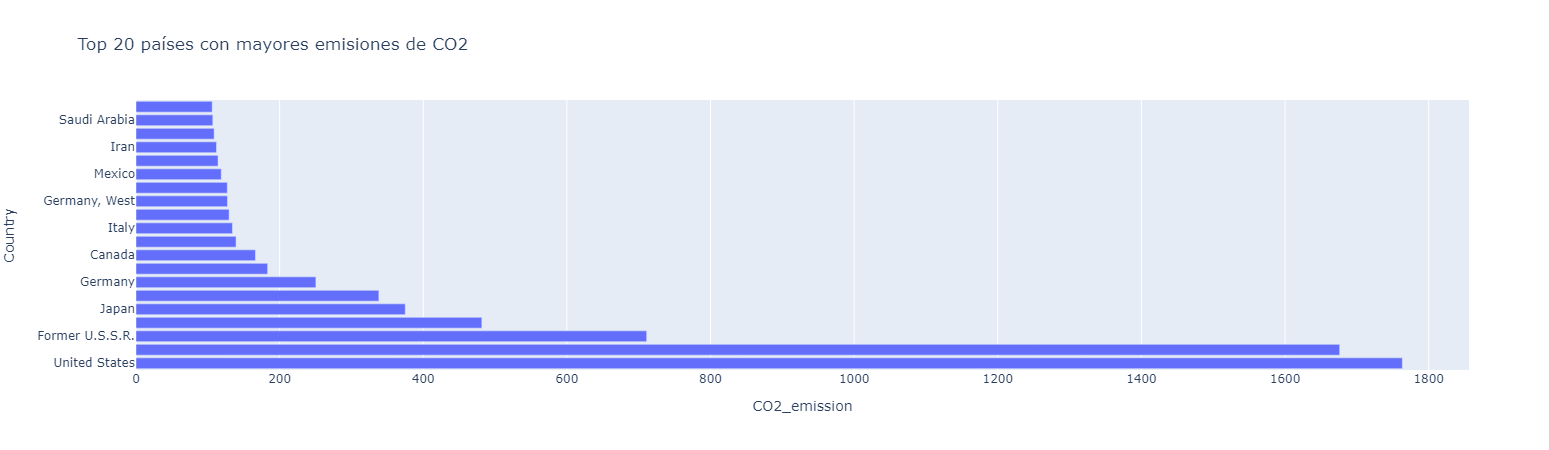 Top 20 países con mayores emisiones de CO2
Country
Saudi Arabia
Iran
Mexico
Germany, West
Italy
Canada
Germany
Japan
Former U.S.S.R.
United States
0 200 400 600 800 1000 1200 1400 1600 1800
CO2_emission